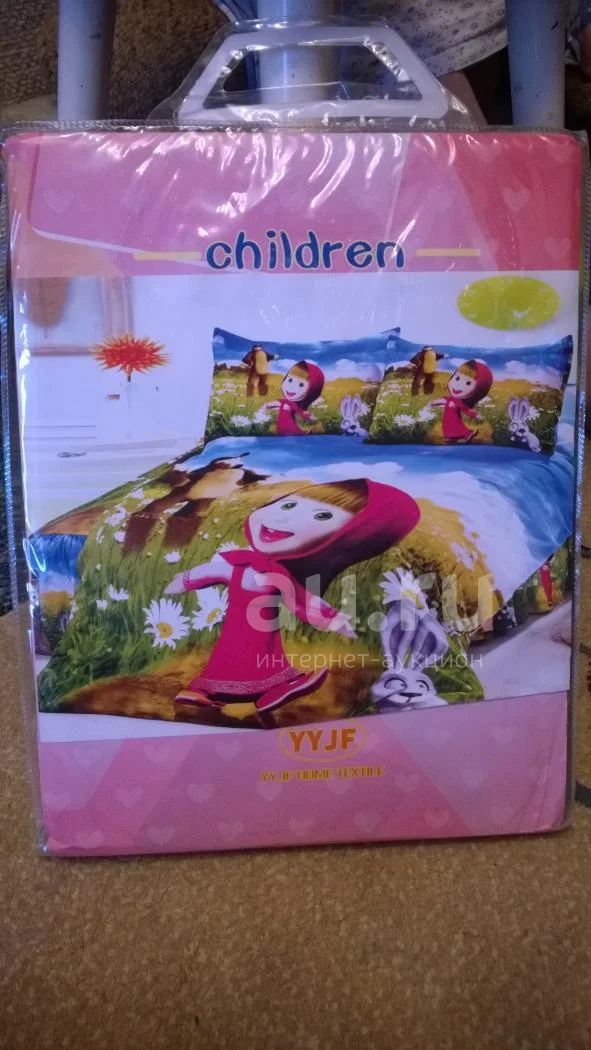 children
au.ru
интернет-аукцион
YYJF
YYJF HOME TEXTILE